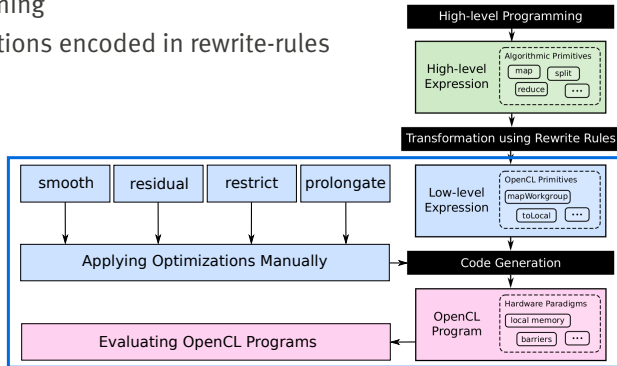 ning
tions encoded in rewrite-rules
High-level Programming
High-level
Expression
Algorithmic Primitives
map
split
reduce
...
Transformation using Rewrite Rules
smooth
residual
restrict
prolongate
Low-level
Expression
OpenCL Primitives
mapWorkgroup
toLocal
...
Applying Optimizations Manually
Code Generation
OpenCL
Program
Hardware Paradigms
local memory
barriers
...
Evaluating OpenCL Programs